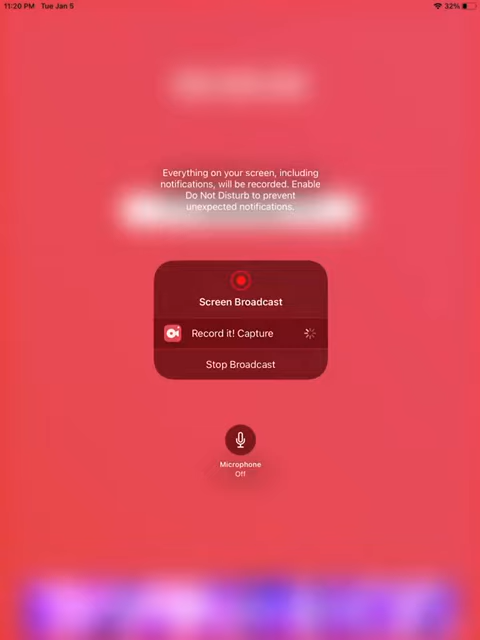 11:20 PM Tue Jan 5
32%
Everything on your screen, including
notifications, will be recorded. Enable
Do Not Disturb to prevent
unexpected notifications.
Screen Broadcast
Record it! Capture
Stop Broadcast
Microphone
Off